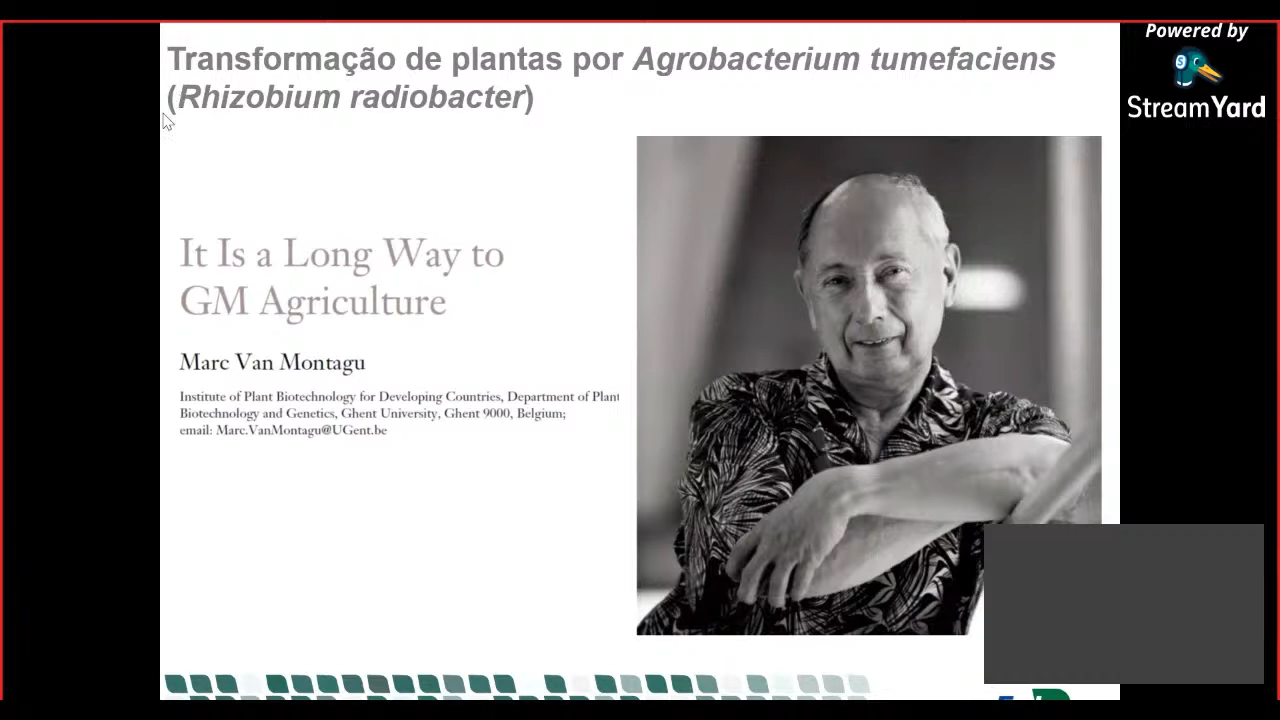 Transformação de plantas por Agrobacterium tumefaciens
(Rhizobium radiobacter)
Powered by
StreamYard
It Is a Long Way to
GM Agriculture
Marc Van Montagu
Institute of Plant Biotechnology for Developing Countries, Department of Plant
Biotechnology and Genetics, Ghent University, Ghent 9000, Belgium;
email: Marc.VanMontagu@UGent.be